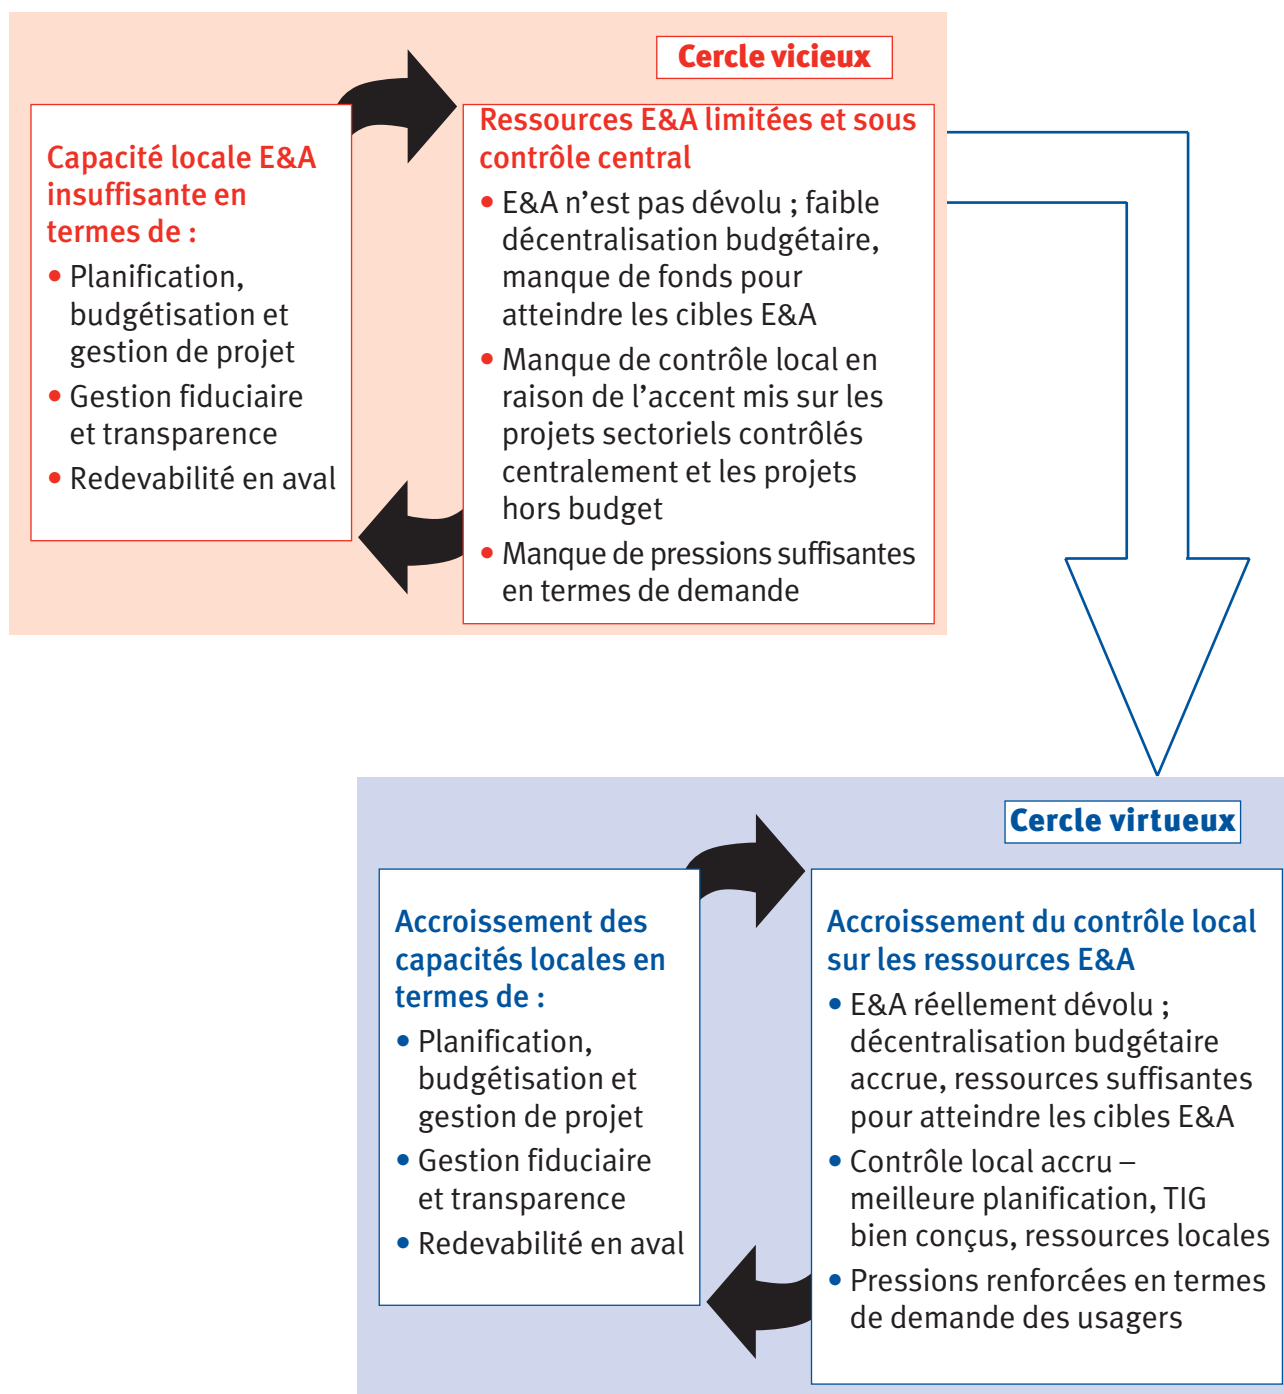 Cercle vicieux
Capacité locale E&A
insuffisante en
termes de :
• Planification,
budgétisation et
gestion de projet
• Gestion fiduciaire
et transparence
• Redevabilité en aval
Ressources E&A limitées et sous
contrôle central
• E&A n’est pas dévolu ; faible
décentralisation budgétaire,
manque de fonds pour
atteindre les cibles E&A
• Manque de contrôle local en
raison de l’accent mis sur les
projets sectoriels contrôlés
centralement et les projets
hors budget
• Manque de pressions suffisantes
en termes de demande
Cercle virtueux
Accroissement des
capacités locales en
termes de :
• Planification,
budgétisation et
gestion de projet
• Gestion fiduciaire
et transparence
• Redevabilité en aval
Accroissement du contrôle local
sur les ressources E&A
• E&A réellement dévolu ;
décentralisation budgétaire
accrue, ressources suffisantes
pour atteindre les cibles E&A
• Contrôle local accru –
meilleure planification, TIG
bien conçus, ressources locales
• Pressions renforcées en termes
de demande des usagers